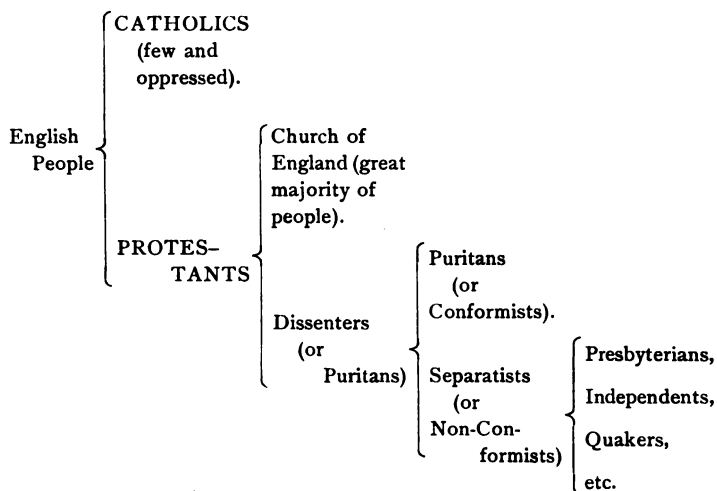 CATHOLICS
(few and
oppressed).
English
People
Church of
England (great
majority of
people).
PROTES–
TANTS
Puritans
(or
Conformists).
Dissenters
(or
Puritans)
Separatists
(or
Non-Con-
formists)
Presbyterians,
Independents,
Quakers,
etc.